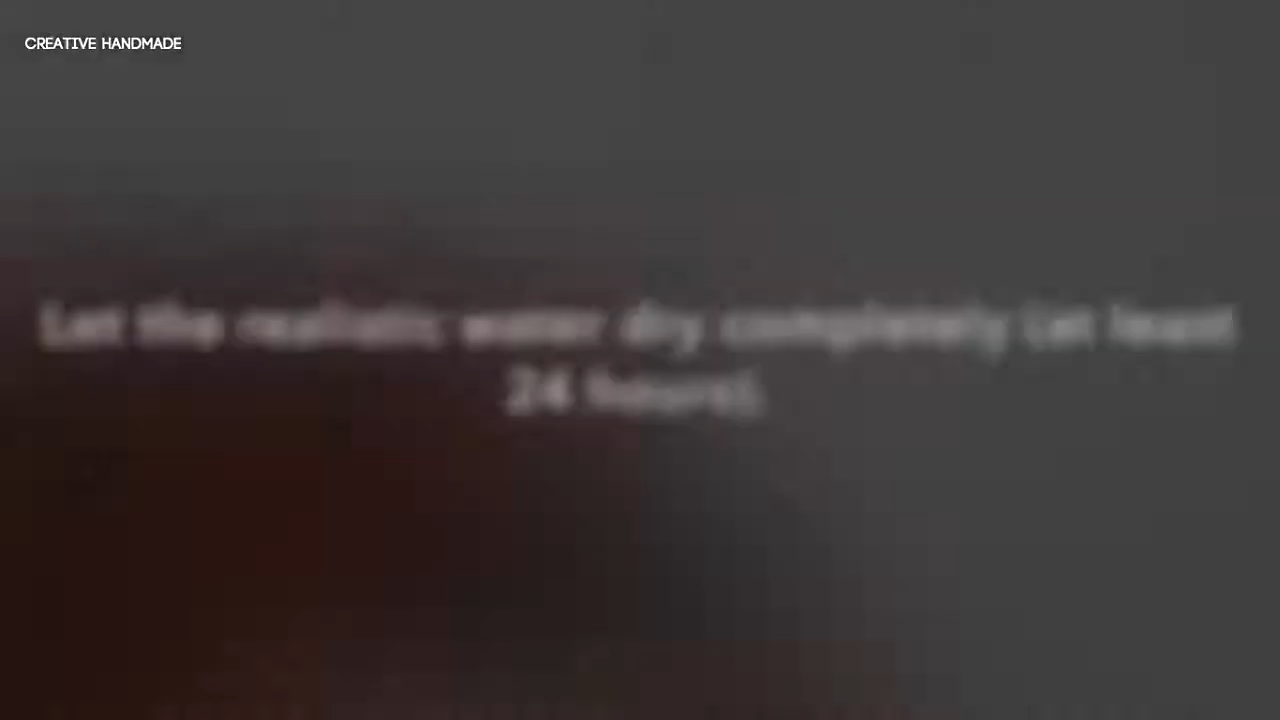 CREATIVE HANDMADE
Let the realistic water dry completely (at least
24 hours).